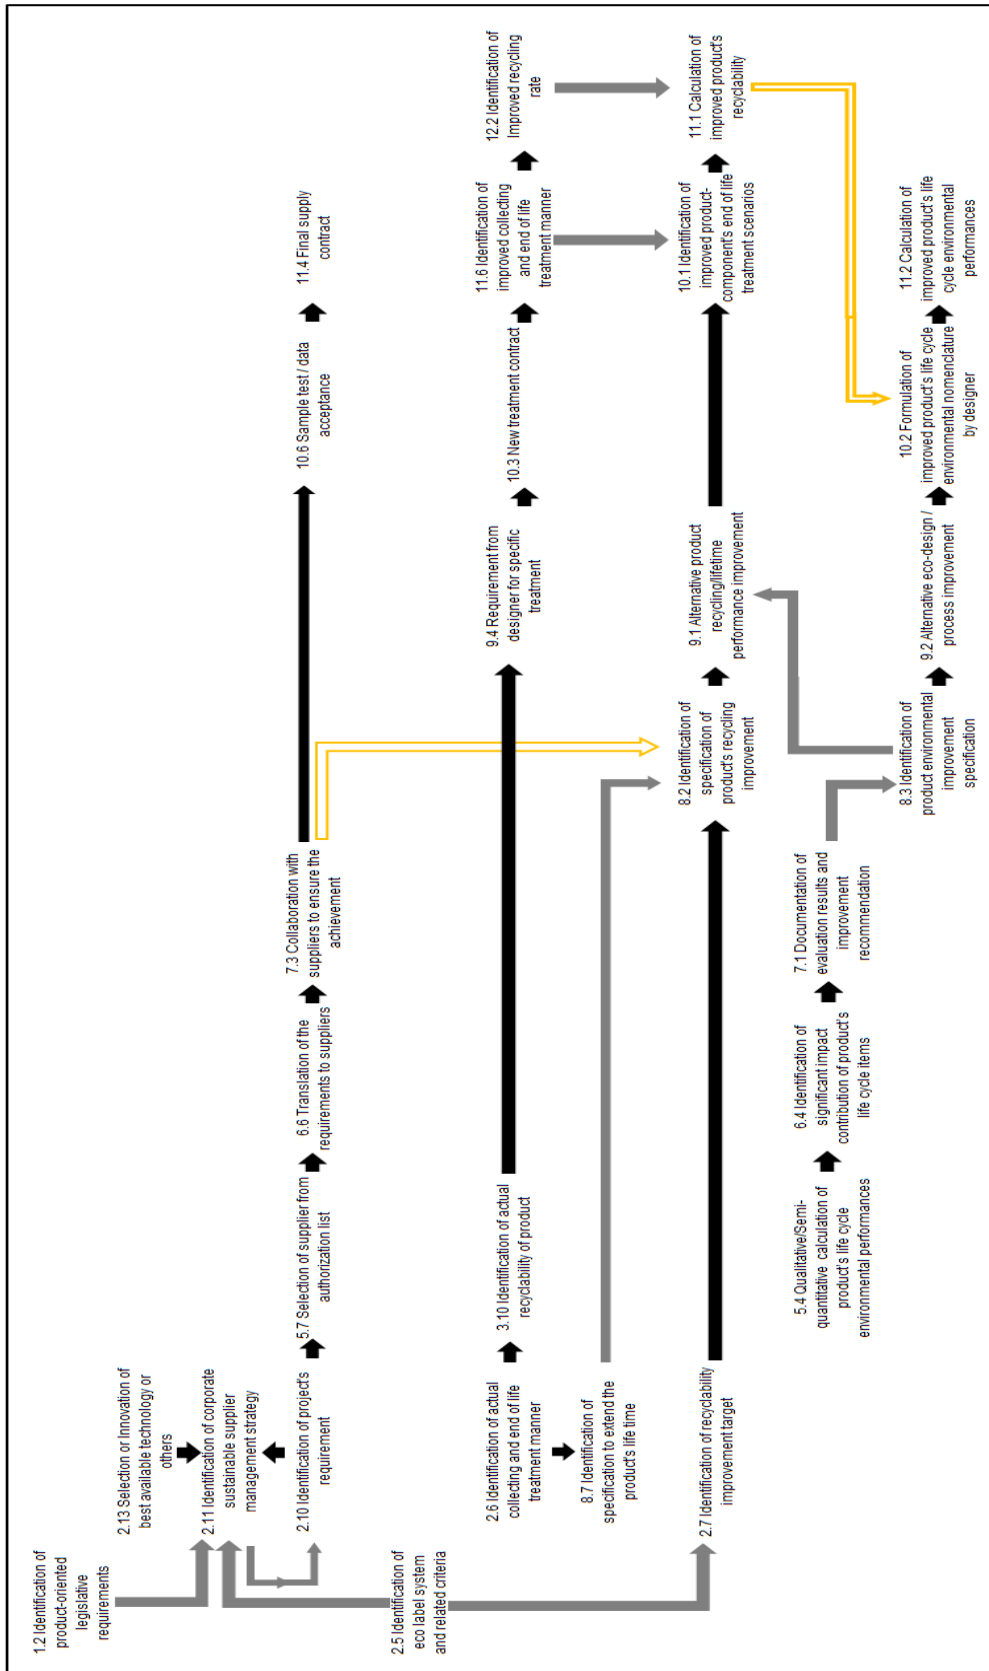 1.2 Identification of
product-oriented
legislative
requirements
2.13 Selection or Innovation of
best available technology or
others
2.11 Identification of corporate
sustainable supplier
management strategy
2.10 Identification of project's
requirement
5.7 Selection of supplier from
authorization list
6.6 Translation of the
requirements to suppliers
7.3 Collaboration with
suppliers to ensure the
achievement
10.6 Sample test / data
acceptance
11.4 Final supply
contract
2.5 Identification of
eco label system
and related criteria
2.6 Identification of actual
collecting and end of life
treatment manner
3.10 Identification of actual
recyclability of product
9.4 Requirement from
designer for specific
treatment
10.3 New treatment contract
11.6 Identification of
improved collecting
and end of life
treatment manner
12.2 Identification of
Improved recycling
rate
8.7 Identification of
specification to extend the
product's life time
2.7 Identification of recyclability
improvement target
8.2 Identification of
specification of
product's recycling
improvement
9.1 Alternative product
recycling/lifetime
performance improvement
10.1 Identification of
improved product-
component's end of life
treatment scenarios
11.1 Calculation of
improved product's
recyclability
5.4 Qualitative/Semi-
quantitative calculation of
product's life cycle
environmental performances
6.4 Identification of
significant impact
contribution of product's
life cycle items
7.1 Documentation of
evaluation results and
improvement
recommendation
8.3 Identification of
product environmental
improvement
specification
9.2 Alternative eco-design /
process improvement
10.2 Formulation of
improved product's life cycle
environmental nomenclature
by designer
11.2 Calculation of
improved product's life
cycle environmental
performances